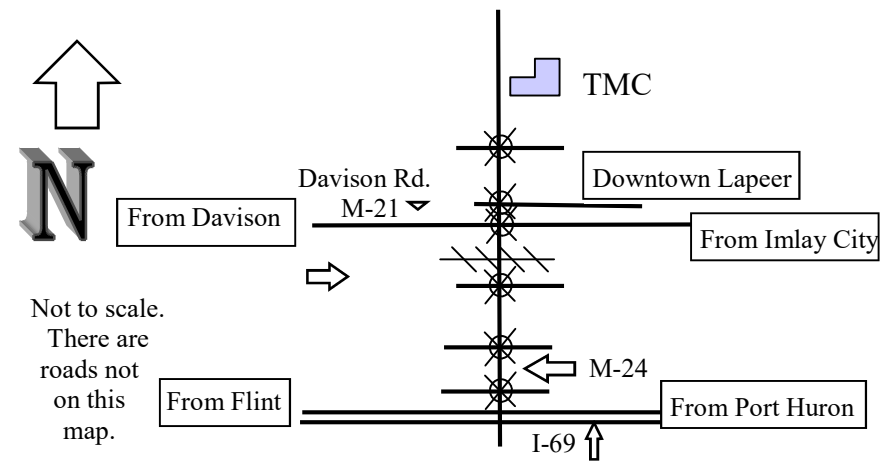 TMC
N
Davison Rd.
M-21
Downtown Lapeer
From Davison
From Imlay City
Not to scale.
There are
roads not
on this
map.
M-24
From Flint
From Port Huron
I-69